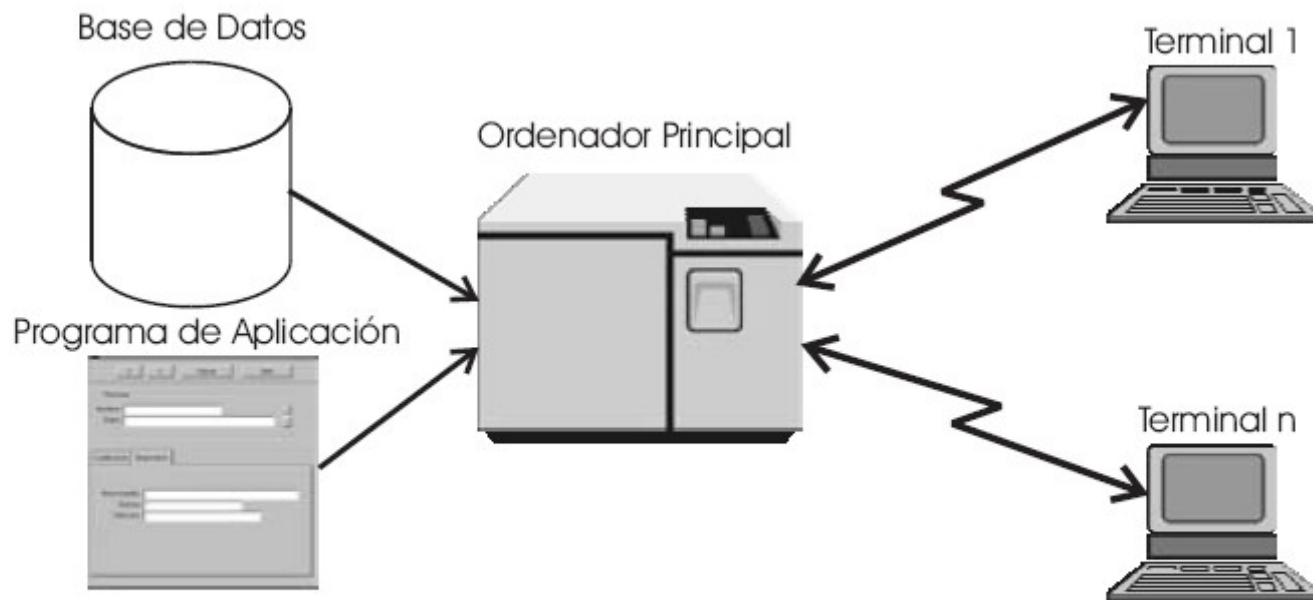 Base de Datos
Terminal 1
Ordenador Principal
Programa de Aplicación
Terminal n